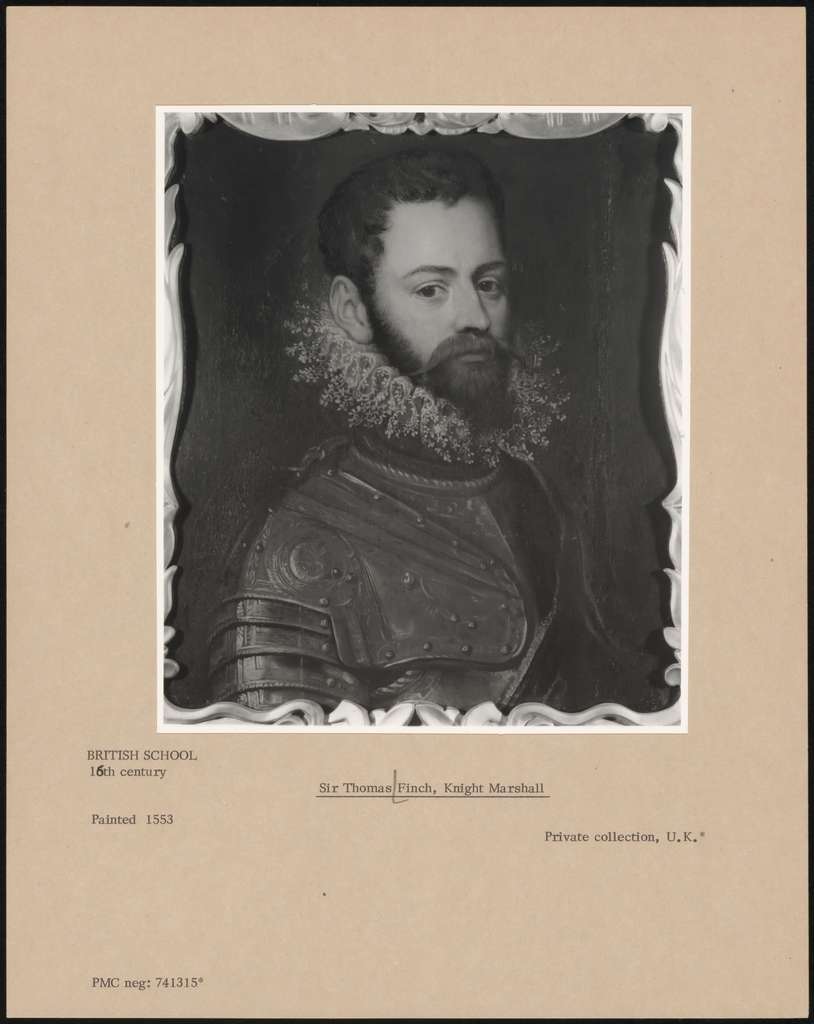 BRITISH SCHOOL
16th century
Sir Thomas Finch, Knight Marshall
Painted 1553
Private collection, U.K.*
PMC neg: 741315*